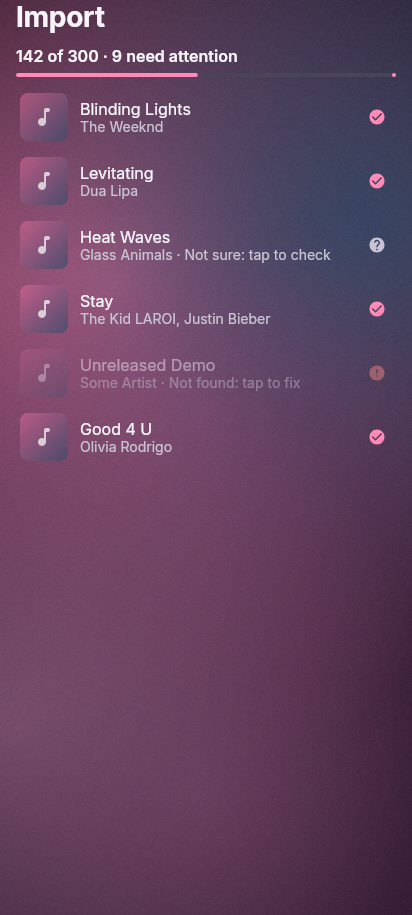 Import
142 of 300 · 9 need attention
Blinding Lights
The Weeknd
Levitating
Dua Lipa
Heat Waves
Glass Animals · Not sure: tap to check
Stay
The Kid LAROI, Justin Bieber
Unreleased Demo
Some Artist · Not found: tap to fix
Good 4 U
Olivia Rodrigo